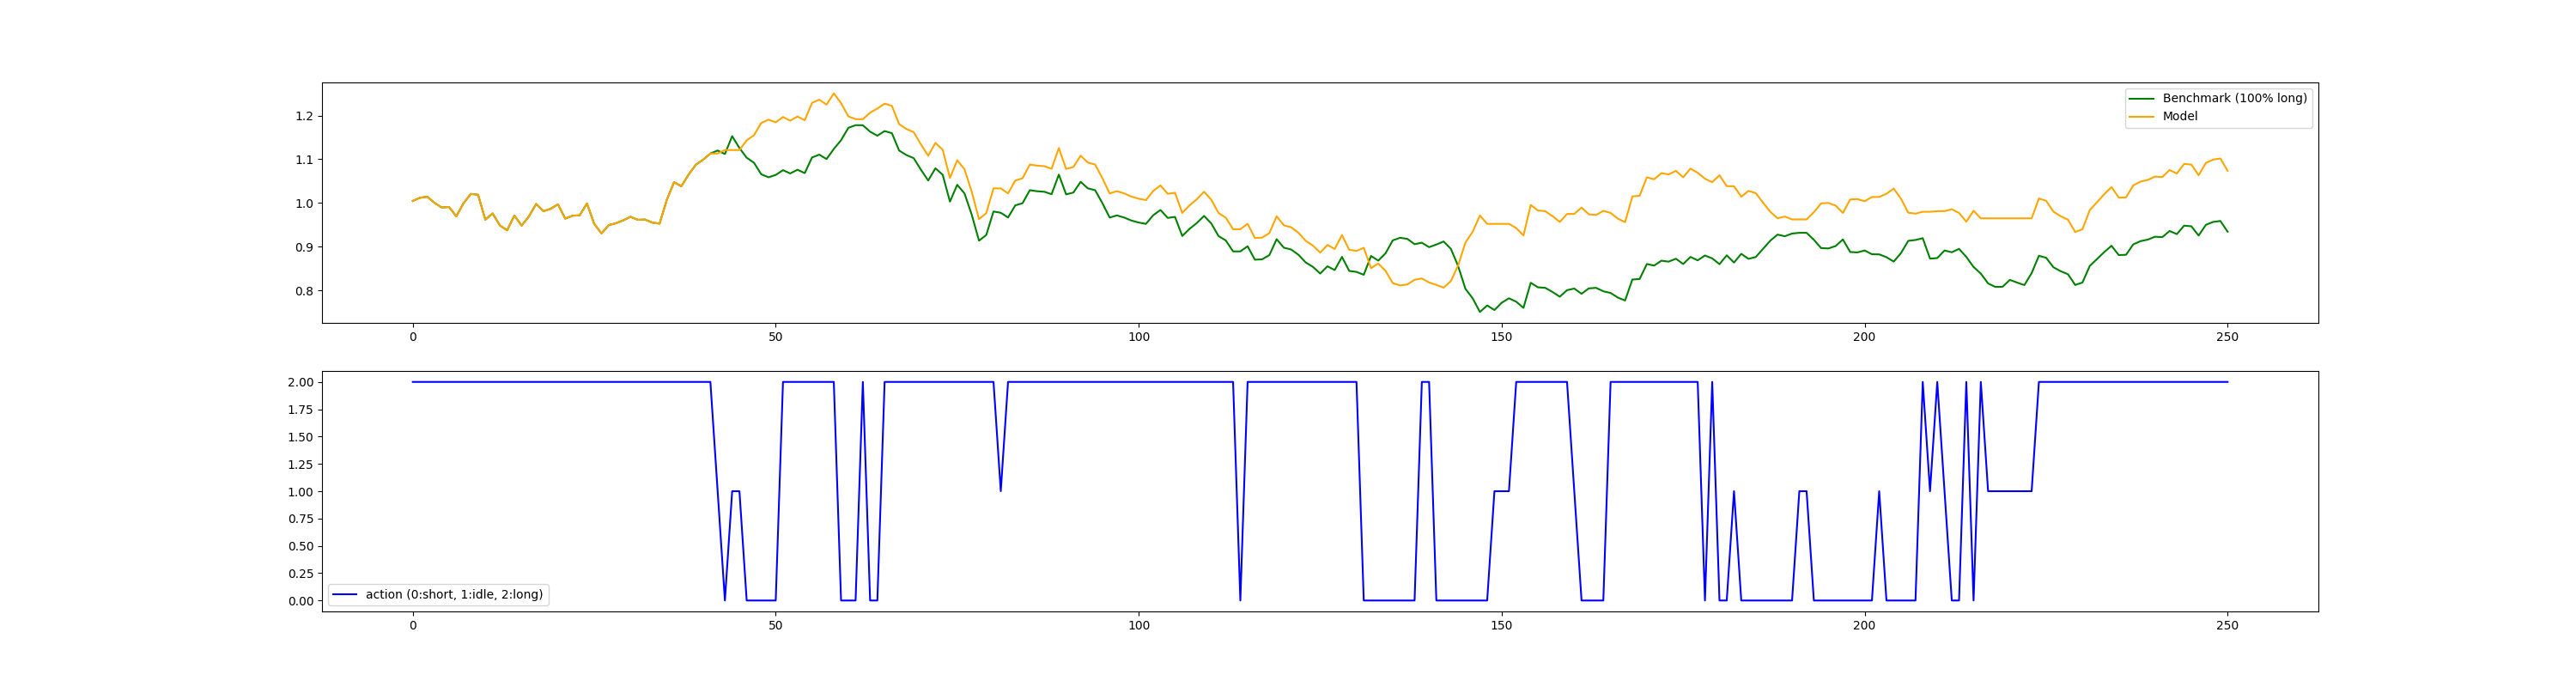 1.2
1.1
1.0
0.9
0.8
Benchmark (100% long)
Model
0 50 100 150 200 250
2.00
1.75
1.50
1.25
1.00
0.75
0.50
0.25
0.00
action (0:short, 1:idle, 2:long)
0 50 100 150 200 250